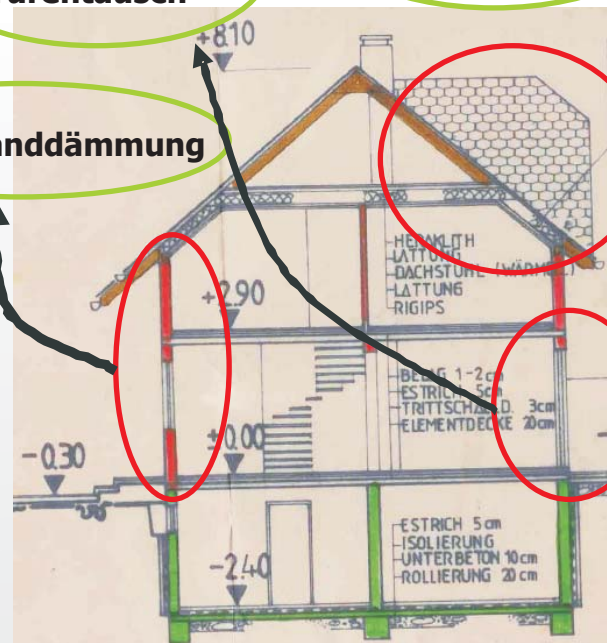 +8.10
anddämmung
HERAKLITH
LATTUNG
DACHSTUHL
LATTUNG
RIGIPS
+2.90
BELAG 1-2cm
ESTRICH 5cm
TRITTSCHALLD. 3cm
ELEMENTDECKE 20cm
±0.00
-0.30
ESTRICH 5cm
ISOLIERUNG
UNTERBETON 10cm
ROLLIERUNG 20cm
-2.40